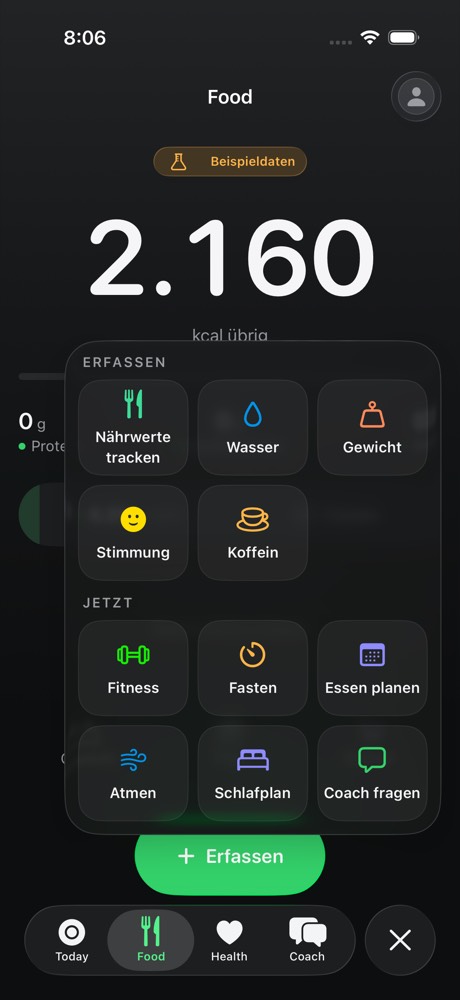 8:06
Food
Beispieldaten
2.160
kcal übrig
ERFASSEN
0 g
Nährwerte
tracken
Wasser
Gewicht
Stimmung
Koffein
JETZT
Fitness
Fasten
Essen planen
Atmen
Schlafplan
Coach fragen
+ Erfassen
Today
Food
Health
Coach